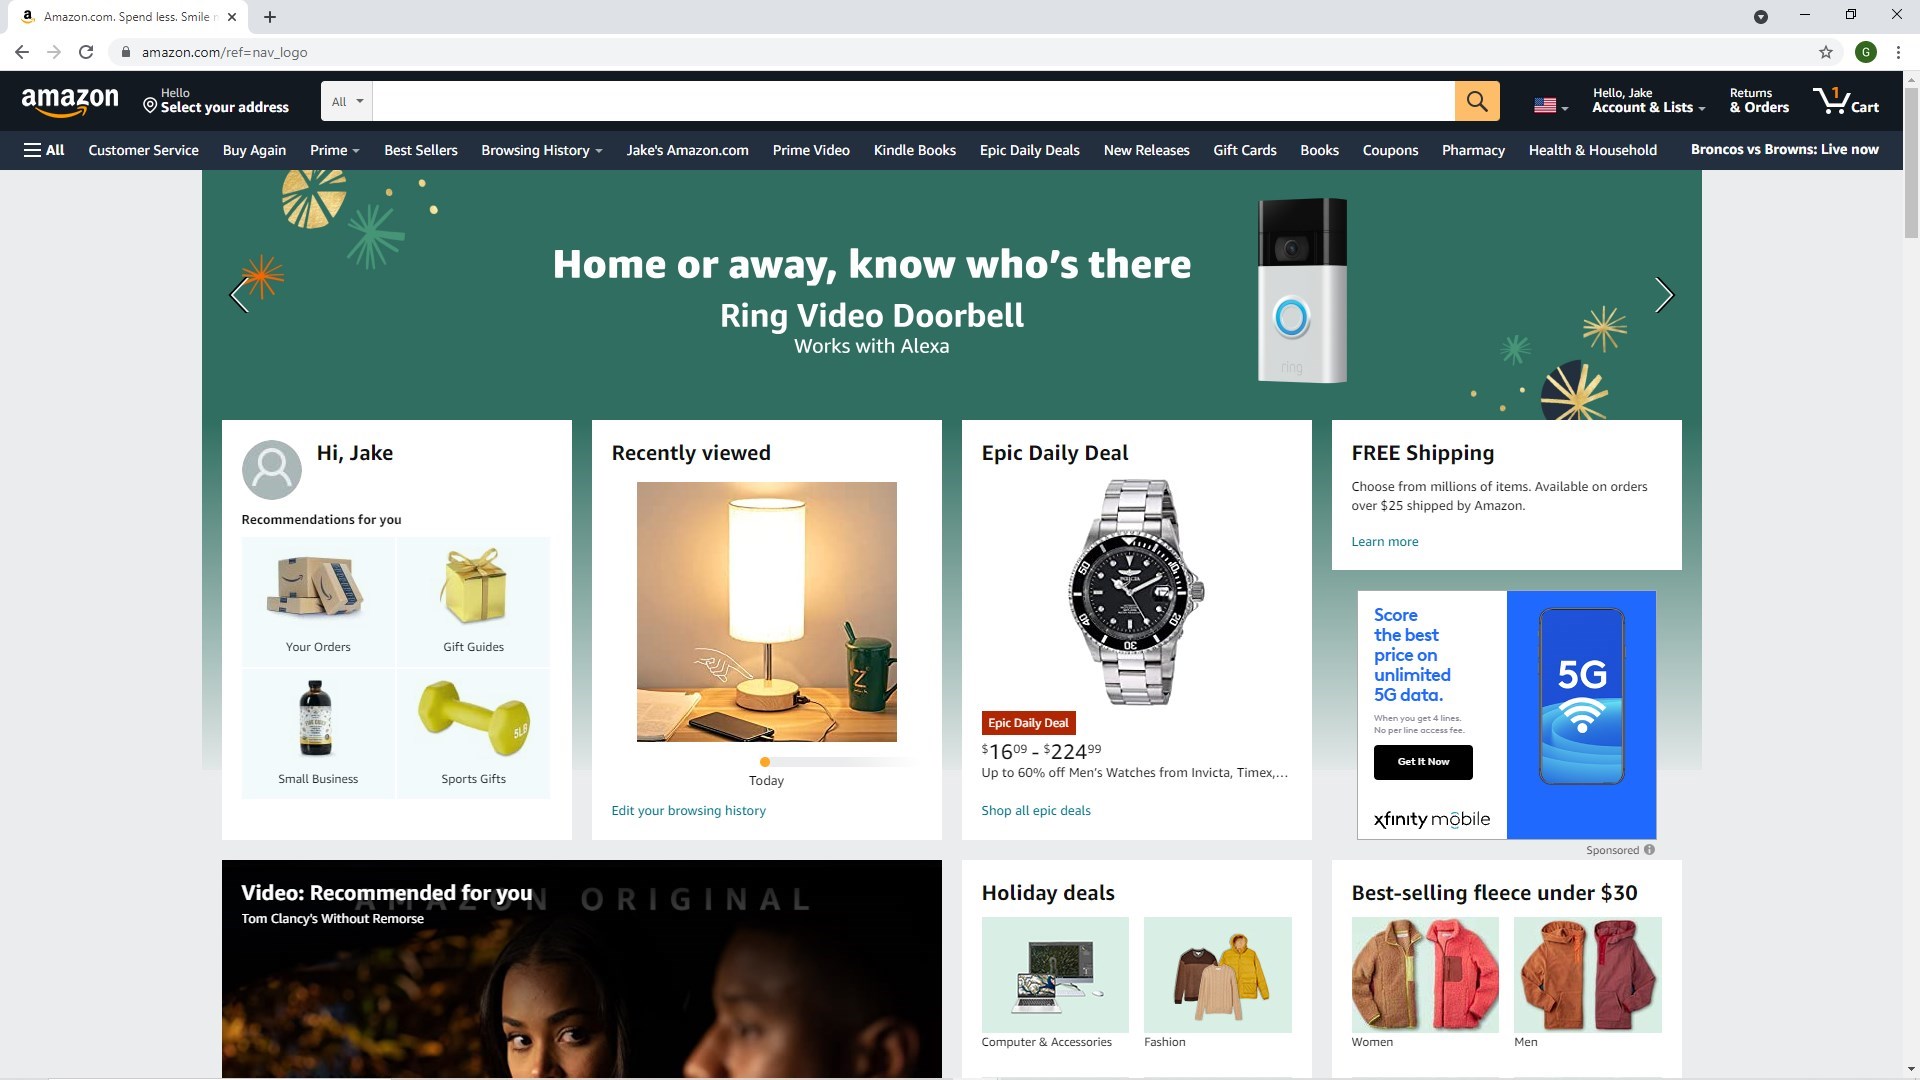 Amazon.com. Spend less. Smile
amazon.com/ref=nav_logo
G
amazon
Hello
Select your address
All
Hello, Jake
Account & Lists
Returns
& Orders
1
Cart
All
Customer Service
Buy Again
Prime
Best Sellers
Browsing History
Jake's Amazon.com
Prime Video
Kindle Books
Epic Daily Deals
New Releases
Gift Cards
Books
Coupons
Pharmacy
Health & Household
Broncos vs Browns: Live now
Home or away, know who's there
Ring Video Doorbell
Works with Alexa
ring
Hi, Jake
Recommendations for you
Your Orders
Gift Guides
5LB
Small Business
Sports Gifts
Recently viewed
Z
Today
Edit your browsing history
Epic Daily Deal
60
INVICTA
40
30
20
Epic Daily Deal
$16⁰⁹ - $224⁹⁹
Up to 60% off Men's Watches from Invicta, Timex,...
Shop all epic deals
FREE Shipping
Choose from millions of items. Available on orders
over $25 shipped by Amazon.
Learn more
Score
the best
price on
unlimited
5G data.
When you get 4 lines.
No per line access fee.
Get It Now
xfinity mobile
5G
Sponsored
Video: Recommended for you
AMAZON ORIGINAL
Tom Clancy's Without Remorse
Holiday deals
Computer & Accessories
Fashion
Best-selling fleece under $30
Women
Men